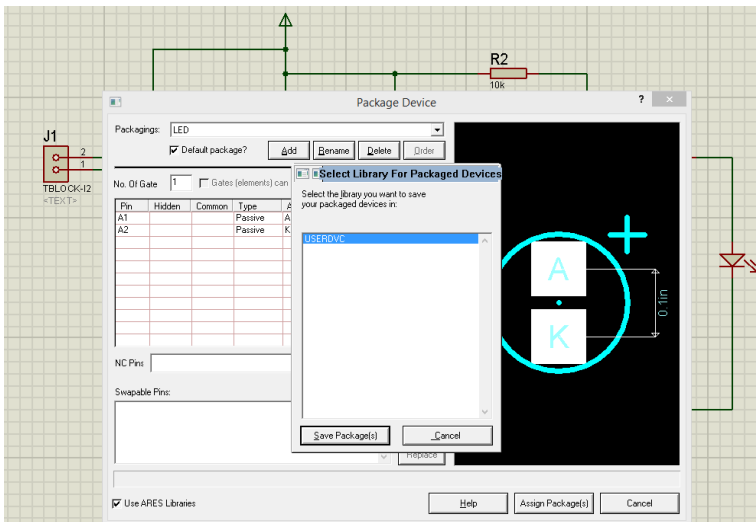 R2
10k
Package Device
?
Packagings:
LED
Default package?
Add
Rename
Delete
Order
J1
2
1
TBLOCK-I2
<TEXT>
No. Of Gate
1
Gates (elements) can
Select Library For Packaged Devices
Select the library you want to save
your packaged devices in:
USERDVC
Pin Hidden Common Type A
A1 Passive A
A2 Passive K
A
K
0.1in
NC Pins
Swapable Pins:
Save Package(s)
Cancel
Replace
Use ARES Libraries
Help
Assign Package(s)
Cancel